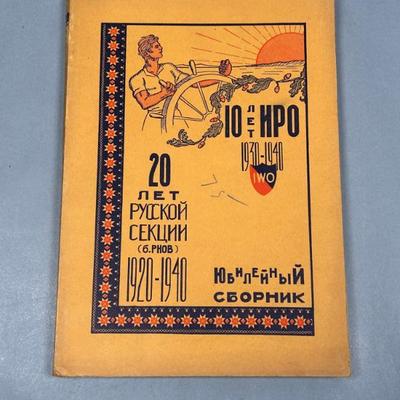 10 ЛЕТ ИРО
1930-1940
IWO
20
ЛЕТ
РУССКОЙ
СЕКЦИИ
(б. РНОВ)
1920-1940
ЮБИЛЕЙНЫЙ
СБОРНИК